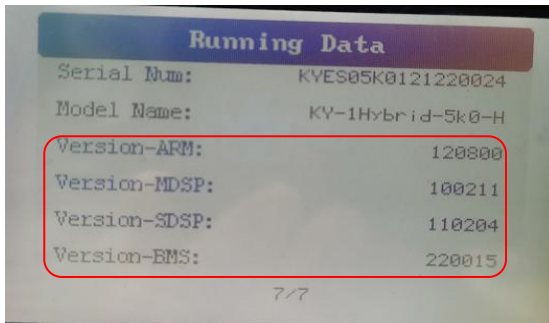 Running Data
Serial Num: KYES05K0121220024
Model Name: KY-1Hybrid-5k0-H
Version-ARM: 120800
Version-MDSP: 100211
Version-SDSP: 110204
Version-BMS: 220015
7/7